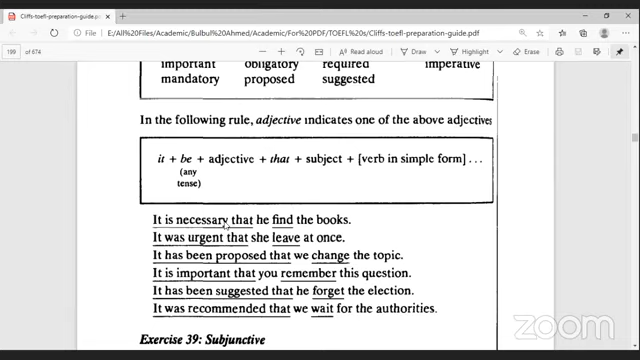 Cliffs-toefl-preparation-guide.pdf
File
E:/All%20Files/Academic/Bulbul%20Ahmed/For%20PDF/TOEFL%20s/Cliffs-toefl-preparation-guide.pdf
199 of 674
Read aloud
Draw
Highlight
Erase
important obligatory required imperative
mandatory proposed suggested
In the following rule, adjective indicates one of the above adjectives
it + be + adjective + that + subject + [verb in simple form] . . .
(any
tense)
It is necessary that he find the books.
It was urgent that she leave at once.
It has been proposed that we change the topic.
It is important that you remember this question.
It has been suggested that he forget the election.
It was recommended that we wait for the authorities.
Exercise 39: Subjunctive
zoom